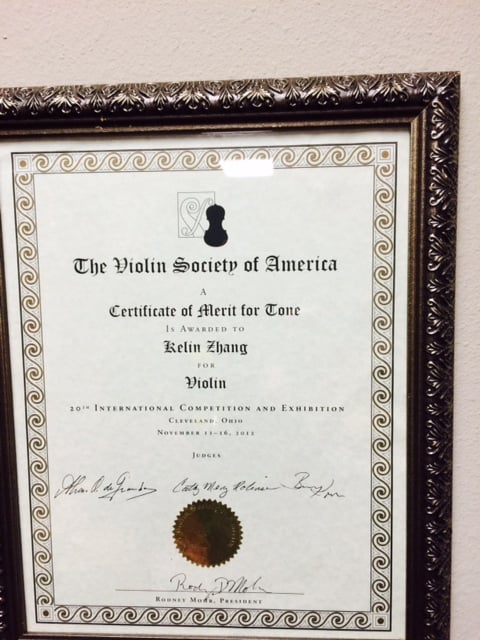 The Violin Society of America
A
Certificate of Merit for Tone
Is Awarded to
Kelin Zhang
for
Violin
20th International Competition and Exhibition
Cleveland, Ohio
November 13–16, 2012
Judges
Rodney Mohr, President